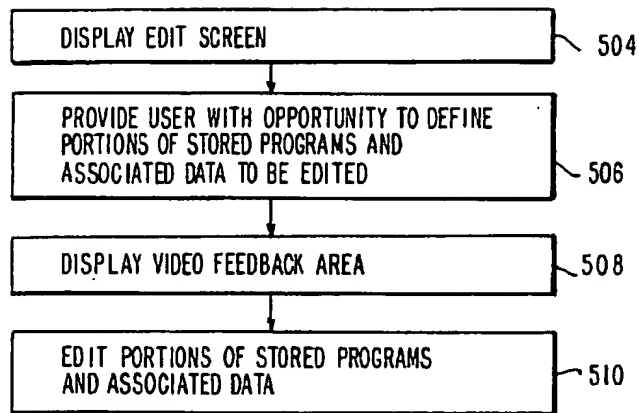 DISPLAY EDIT SCREEN
504
PROVIDE USER WITH OPPORTUNITY TO DEFINE
PORTIONS OF STORED PROGRAMS AND
ASSOCIATED DATA TO BE EDITED
506
DISPLAY VIDEO FEEDBACK AREA
508
EDIT PORTIONS OF STORED PROGRAMS
AND ASSOCIATED DATA
510